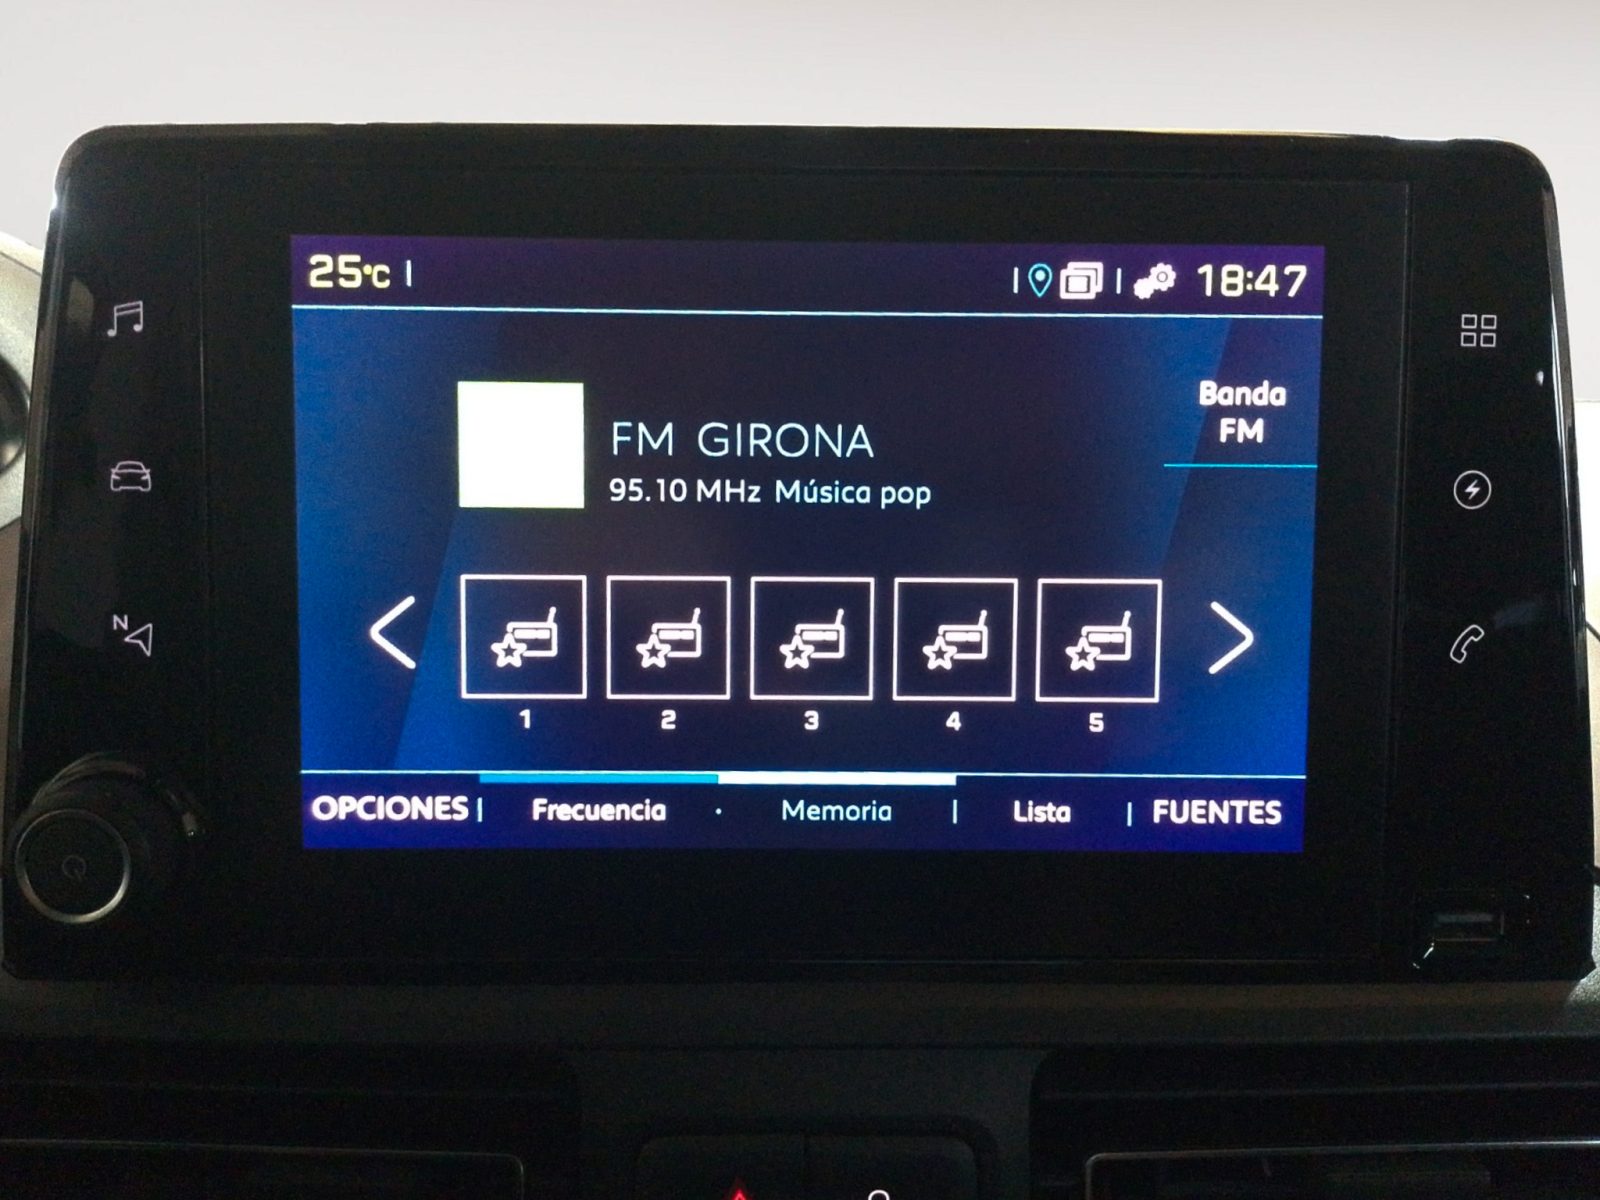 25°C
18:47
Banda
FM
FM GIRONA
95.10 MHz Música pop
N
1 2 3 4 5
OPCIONES Frecuencia · Memoria Lista FUENTES